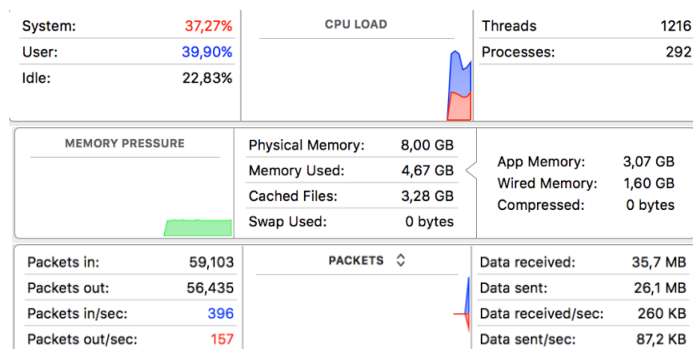 System: 37,27%
User: 39,90%
Idle: 22,83%
CPU LOAD
Threads 1216
Processes: 292
MEMORY PRESSURE
Physical Memory: 8,00 GB
Memory Used: 4,67 GB
Cached Files: 3,28 GB
Swap Used: 0 bytes
App Memory: 3,07 GB
Wired Memory: 1,60 GB
Compressed: 0 bytes
Packets in: 59,103
Packets out: 56,435
Packets in/sec: 396
Packets out/sec: 157
PACKETS
Data received: 35,7 MB
Data sent: 26,1 MB
Data received/sec: 260 KB
Data sent/sec: 87,2 KB